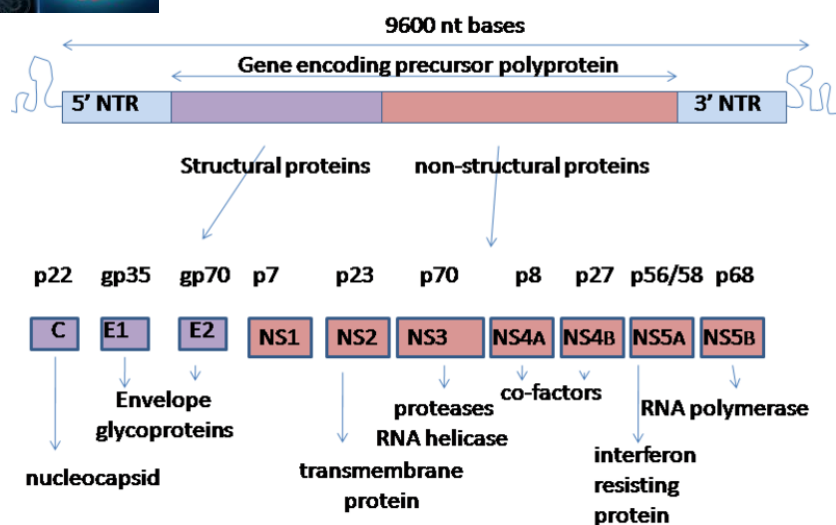 9600 nt bases
Gene encoding precursor polyprotein
5’ NTR
3’ NTR
Structural proteins
non-structural proteins
p22 gp35 gp70 p7 p23 p70 p8 p27 p56/58 p68
C E1 E2 NS1 NS2 NS3 NS4A NS4B NS5A NS5B
Envelope
glycoproteins
nucleocapsid
transmembrane
protein
proteases
RNA helicase
co-factors
interferon
resisting
protein
RNA polymerase